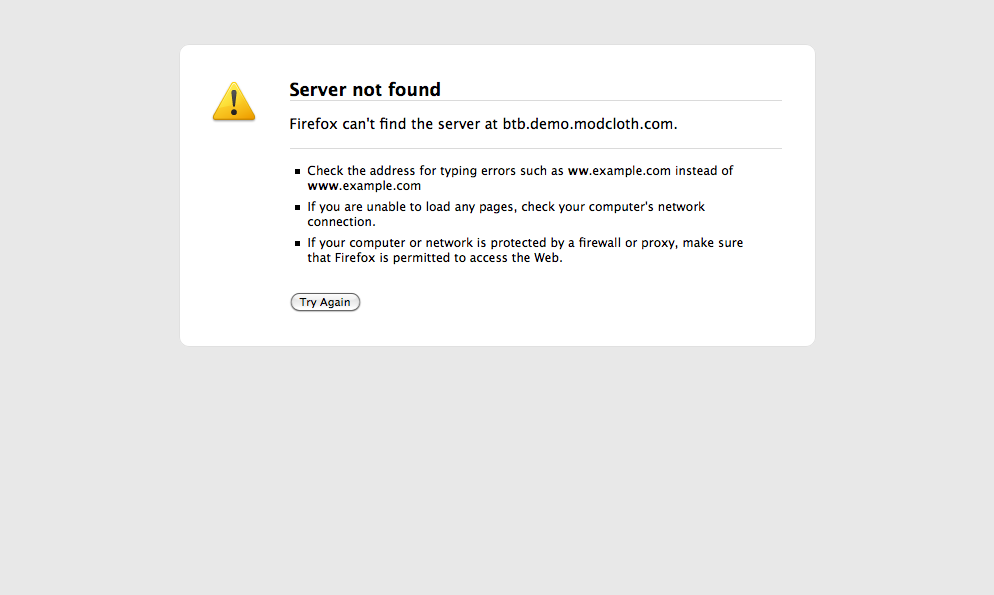 Server not found
Firefox can't find the server at btb.demo.modcloth.com.
Check the address for typing errors such as ww.example.com instead of
www.example.com
If you are unable to load any pages, check your computer's network
connection.
If your computer or network is protected by a firewall or proxy, make sure
that Firefox is permitted to access the Web.
Try Again